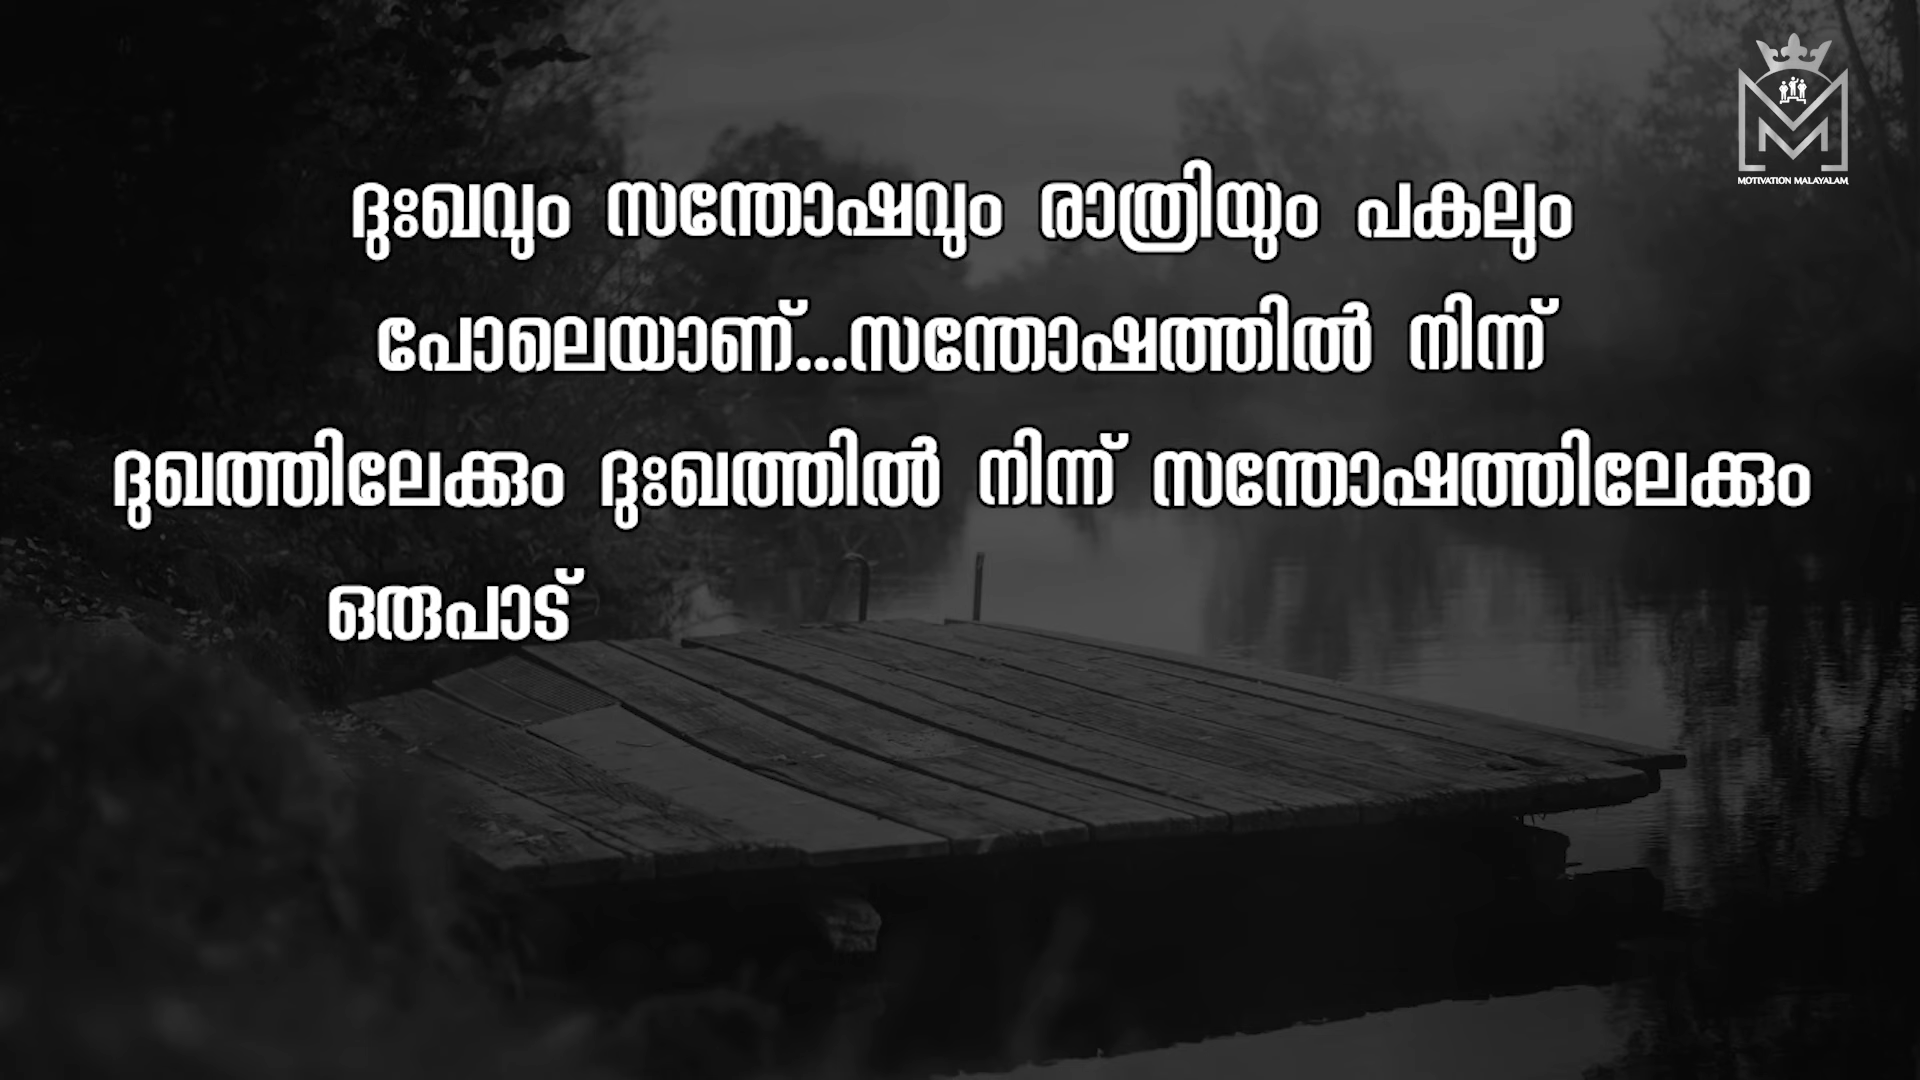 MOTIVATION MALAYALAM
ദുഃഖവും സന്തോഷവും രാത്രിയും പകലും
പോലെയാണ്...സന്തോഷത്തിൽ നിന്ന്
ദുഖത്തിലേക്കും ദുഃഖത്തിൽ നിന്ന് സന്തോഷത്തിലേക്കും
ഒരുപാട്